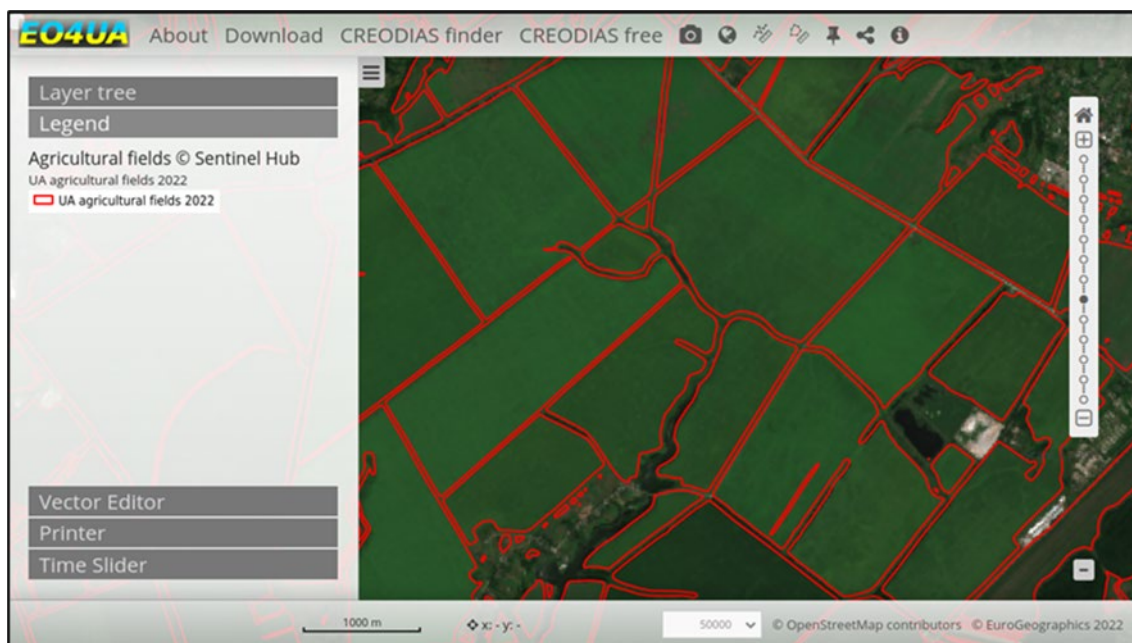 EO4UA About Download CREODIAS finder CREODIAS free
Layer tree
Legend
Agricultural fields © Sentinel Hub
UA agricultural fields 2022
UA agricultural fields 2022
Vector Editor
Printer
Time Slider
1000 m x: - y: - 50000 © OpenStreetMap contributors © EuroGeographics 2022